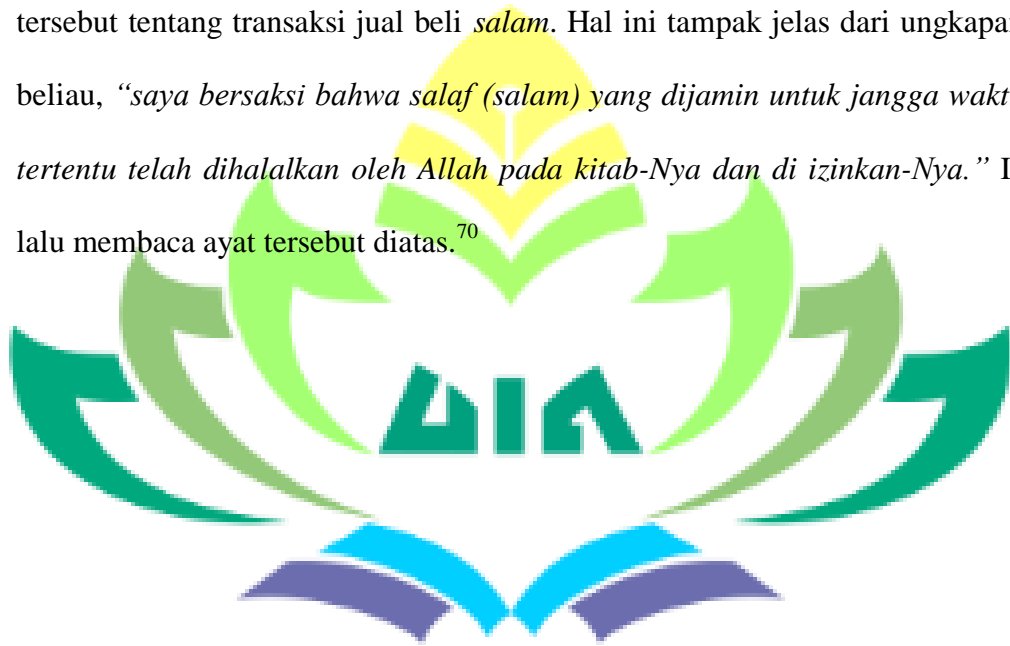 tersebut tentang transaksi jual beli salam. Hal ini tampak jelas dari ungkapan
beliau, “saya bersaksi bahwa salaf (salam) yang dijamin untuk jangga wakt
tertentu telah dihalalkan oleh Allah pada kitab-Nya dan di izinkan-Nya.” I
lalu membaca ayat tersebut diatas.70